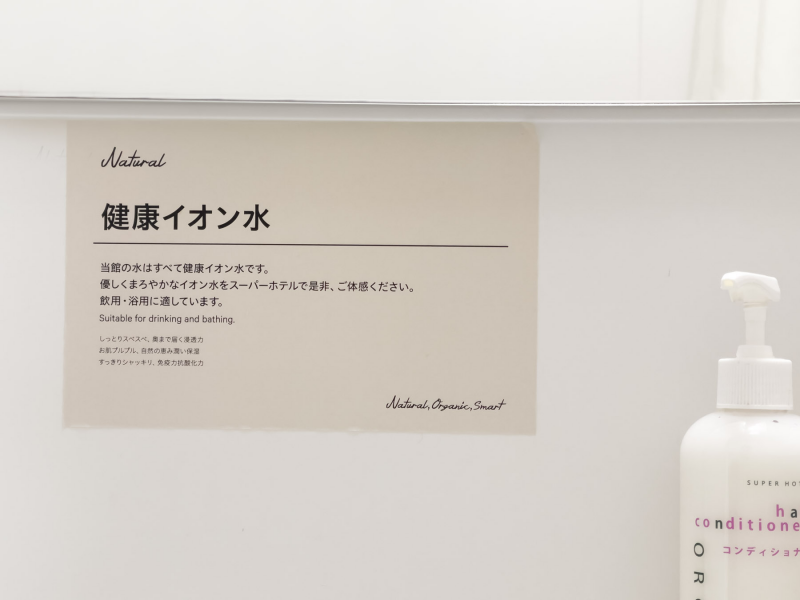 Natural
健康イオン水
当館の水はすべて健康イオン水です。
優しくまろやかなイオン水をスーパーホテルで是非、ご体感ください。
飲用・浴用に適しています。
Suitable for drinking and bathing.
しっとりスベスベ、奥まで届く浸透力
お肌プルプル、自然の恵み潤い保湿
すっきりシャッキリ、免疫力抗酸化力
Natural, Organic, Smart
SUPER HO
ha
conditione
コンディショナ
OR